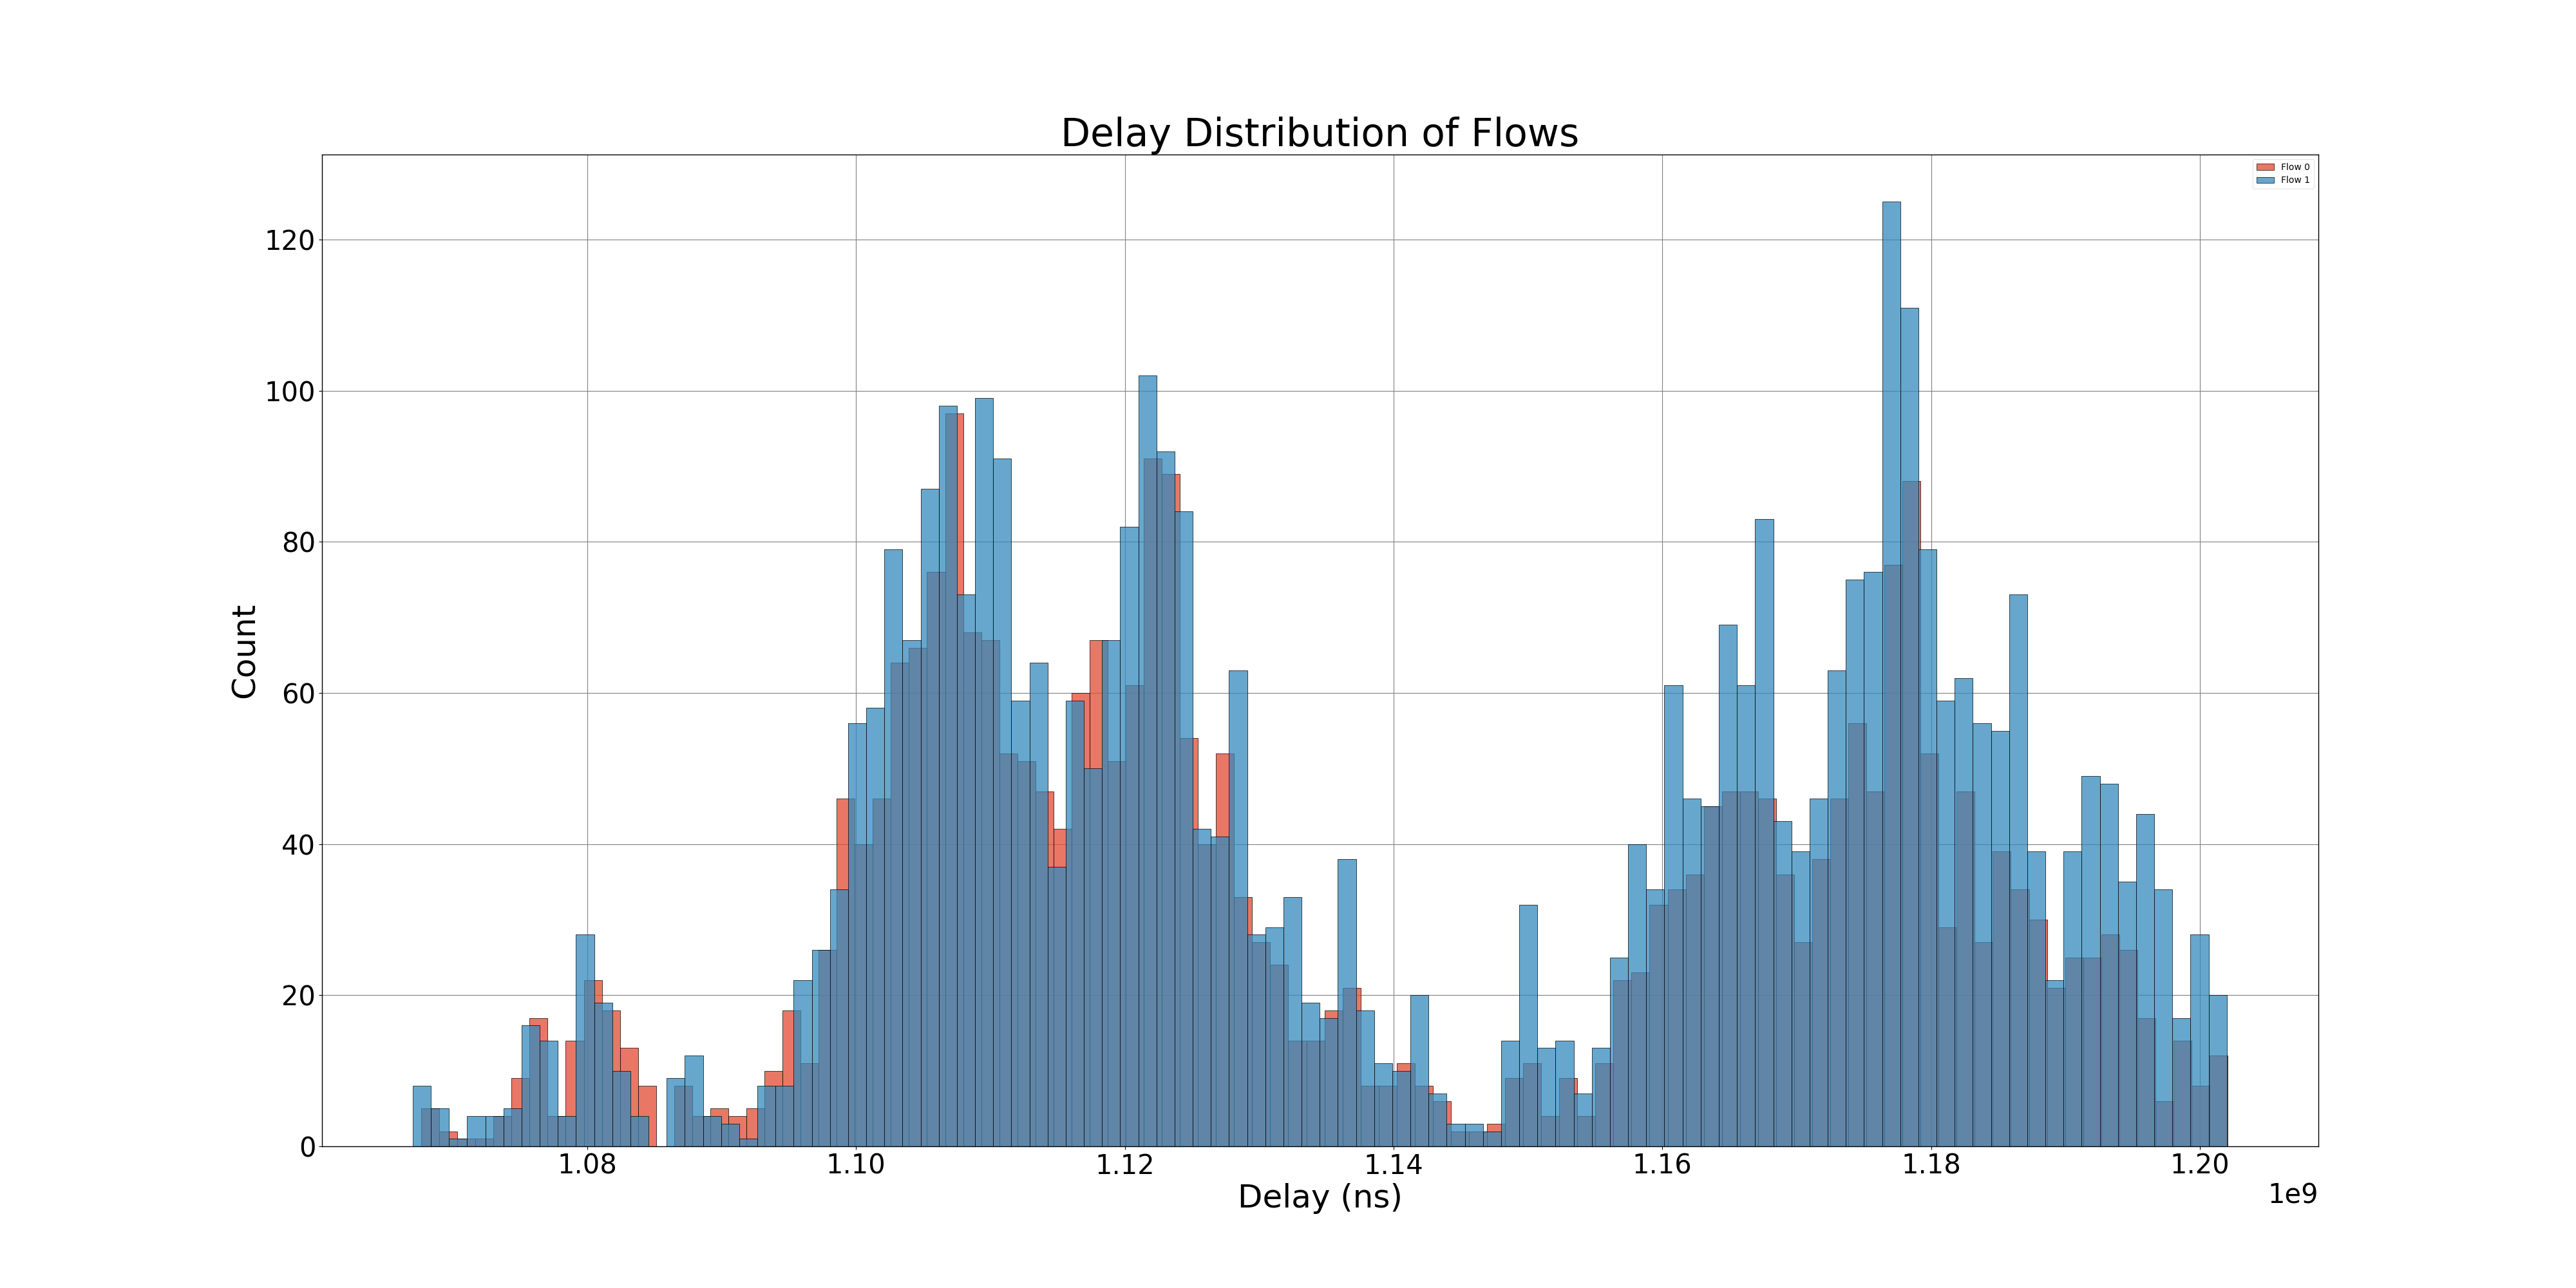 Delay Distribution of Flows
Flow 0
Flow 1
120
100
80
60
40
20
0
Count
1.08 1.10 1.12 1.14 1.16 1.18 1.20
Delay (ns)
1e9